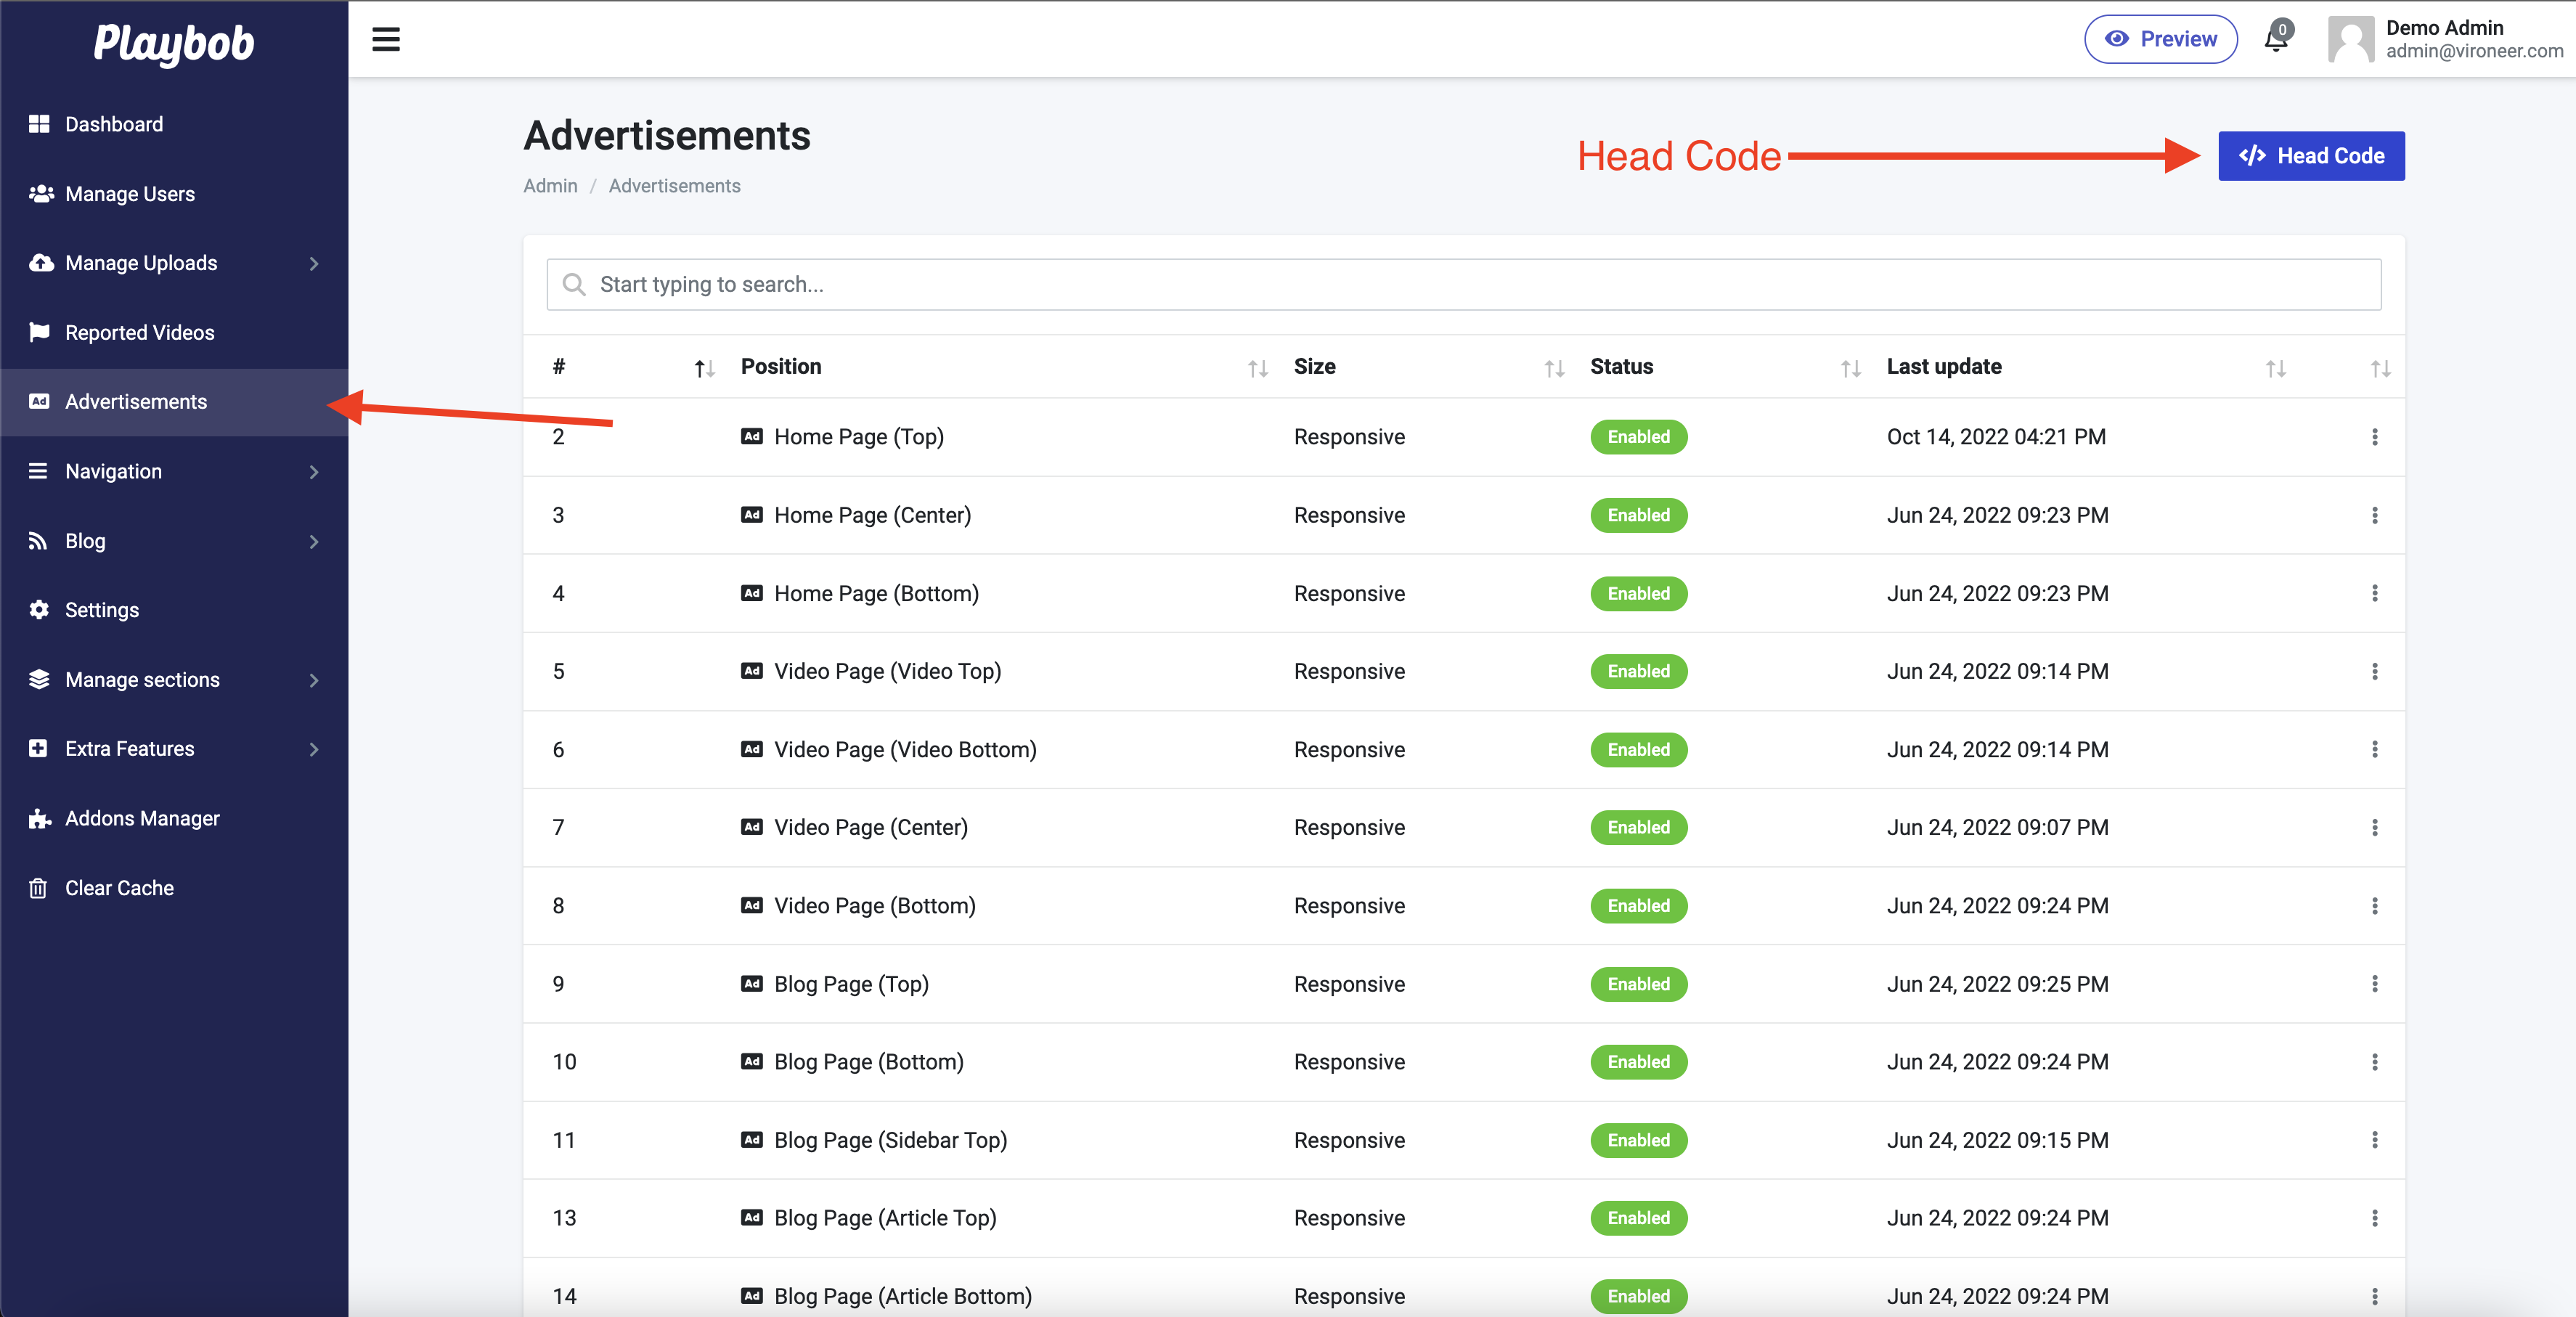 Playbob
Preview
0
Demo Admin
admin@vironeer.com
Dashboard
Manage Users
Manage Uploads
Reported Videos
Ad Advertisements
Navigation
Blog
Settings
Manage sections
Extra Features
Addons Manager
Clear Cache
Advertisements
Admin / Advertisements
Head Code
</> Head Code
Start typing to search...
# Position Size Status Last update
2 Ad Home Page (Top) Responsive Enabled Oct 14, 2022 04:21 PM
3 Ad Home Page (Center) Responsive Enabled Jun 24, 2022 09:23 PM
4 Ad Home Page (Bottom) Responsive Enabled Jun 24, 2022 09:23 PM
5 Ad Video Page (Video Top) Responsive Enabled Jun 24, 2022 09:14 PM
6 Ad Video Page (Video Bottom) Responsive Enabled Jun 24, 2022 09:14 PM
7 Ad Video Page (Center) Responsive Enabled Jun 24, 2022 09:07 PM
8 Ad Video Page (Bottom) Responsive Enabled Jun 24, 2022 09:24 PM
9 Ad Blog Page (Top) Responsive Enabled Jun 24, 2022 09:25 PM
10 Ad Blog Page (Bottom) Responsive Enabled Jun 24, 2022 09:24 PM
11 Ad Blog Page (Sidebar Top) Responsive Enabled Jun 24, 2022 09:15 PM
13 Ad Blog Page (Article Top) Responsive Enabled Jun 24, 2022 09:24 PM
14 Ad Blog Page (Article Bottom) Responsive Enabled Jun 24, 2022 09:24 PM